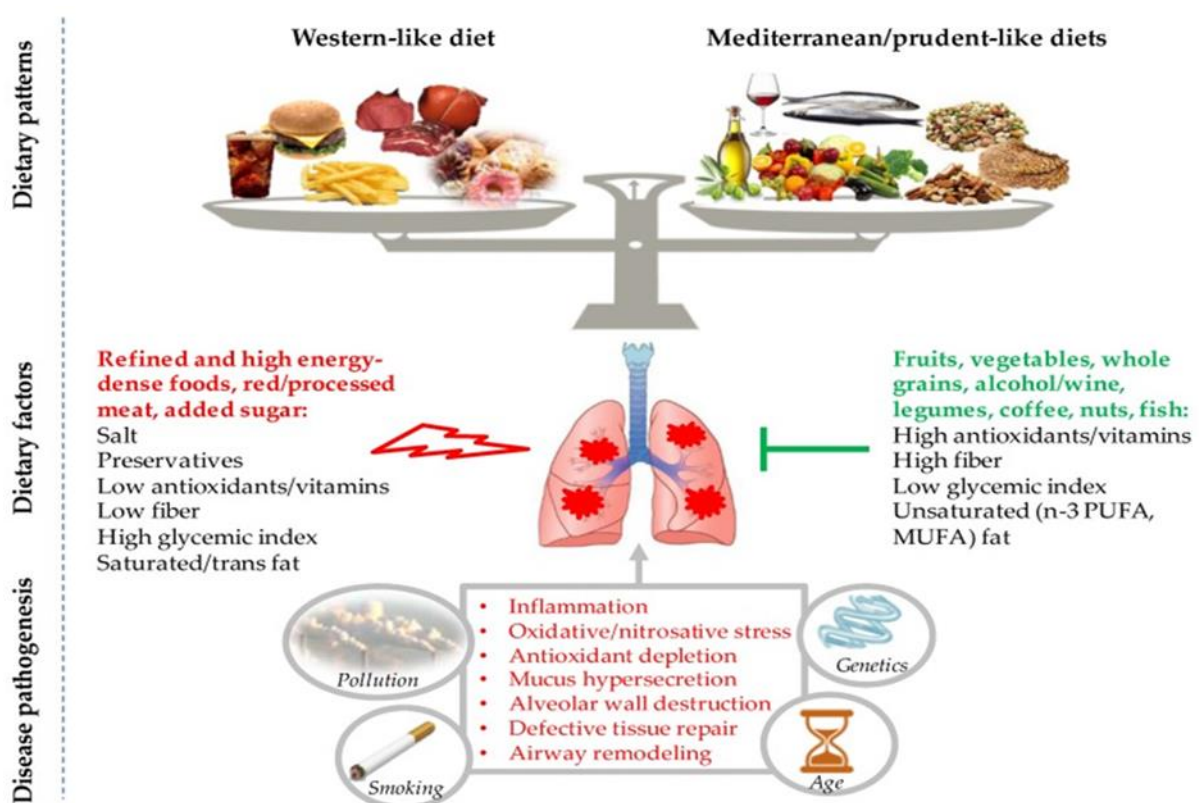 Dietary patterns
Western-like diet
Mediterranean/prudent-like diets
Dietary factors
Refined and high energy-
dense foods, red/processed
meat, added sugar:
Salt
Preservatives
Low antioxidants/vitamins
Low fiber
High glycemic index
Saturated/trans fat
Fruits, vegetables, whole
grains, alcohol/wine,
legumes, coffee, nuts, fish:
High antioxidants/vitamins
High fiber
Low glycemic index
Unsaturated (n-3 PUFA,
MUFA) fat
Disease pathogenesis
Pollution
Smoking
• Inflammation
• Oxidative/nitrosative stress
• Antioxidant depletion
• Mucus hypersecretion
• Alveolar wall destruction
• Defective tissue repair
• Airway remodeling
Genetics
Age